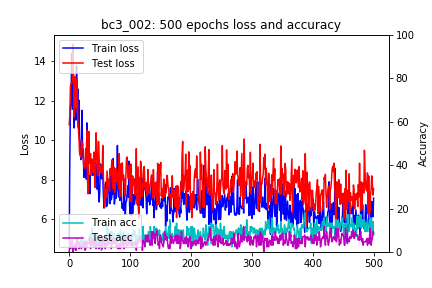 bc3_002: 500 epochs loss and accuracy
Train loss
Test loss
Train acc
Test acc
Loss
14
12
10
8
6
Accuracy
100
80
60
40
20
0
0
100
200
300
400
500